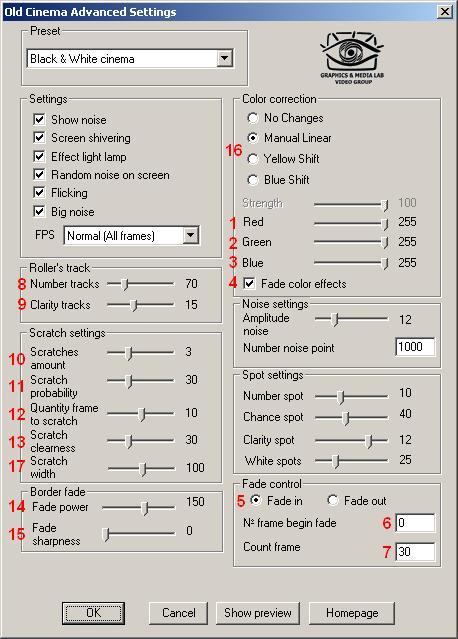 Old Cinema Advanced Settings
Preset
Black & White cinema
GRAPHICS & MEDIA LAB
VIDEO GROUP
Settings
Show noise
Screen shivering
Effect light lamp
Random noise on screen
Flicking
Big noise
FPS Normal (All frames)
Roller's track
8 Number tracks 70
9 Clarity tracks 15
Scratch settings
10 Scratches amount 3
11 Scratch probability 30
12 Quantity frame to scratch 10
13 Scratch clearness 30
17 Scratch width 100
Border fade
14 Fade power 150
15 Fade sharpness 0
Color correction
No Changes
16 Manual Linear
Yellow Shift
Blue Shift
Strength 100
1 Red 255
2 Green 255
3 Blue 255
4 Fade color effects
Noise settings
Amplitude noise 12
Number noise point 1000
Spot settings
Number spot 10
Chance spot 40
Clarity spot 12
White spots 25
Fade control
5 Fade in Fade out
Nº frame begin fade 6 0
Count frame 7 30
OK Cancel Show preview Homepage